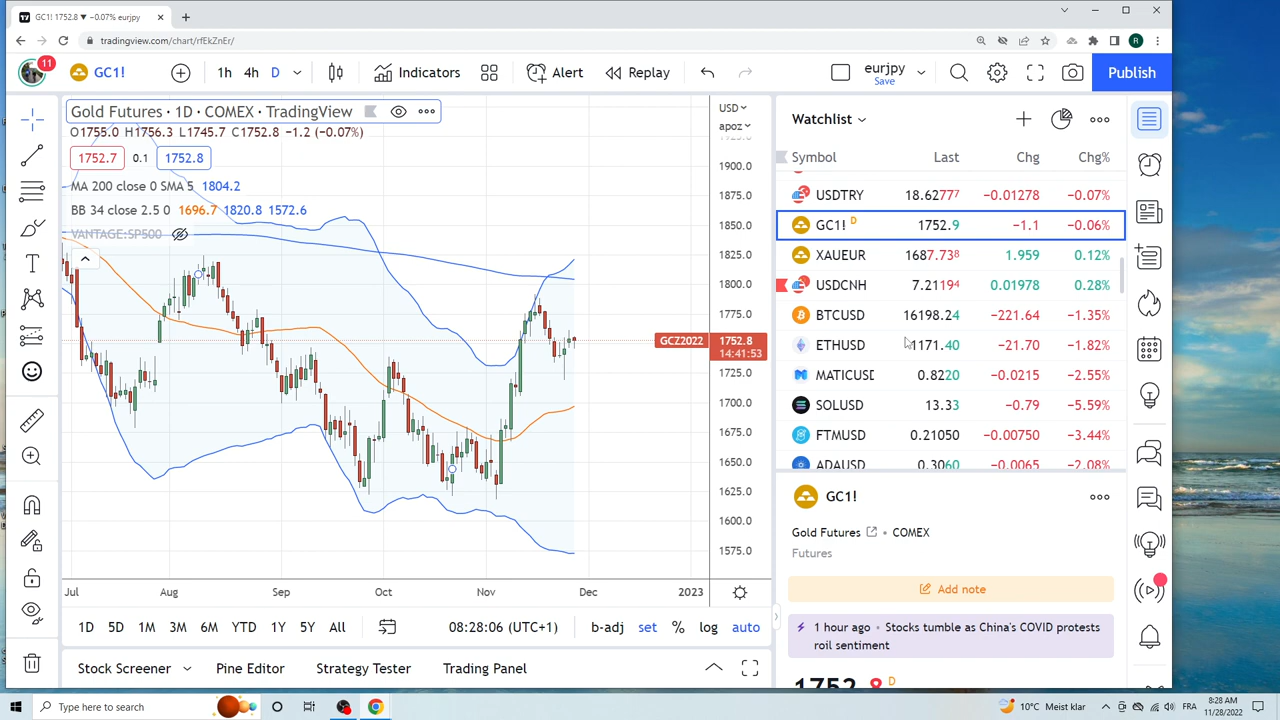 GC1! 1752.8 ▼ −0.07% eurjpy
tradingview.com/chart/rfEkZnEr/
R
11
GC1!
1h 4h D
Indicators
Alert
Replay
eurjpy
Save
Publish
Gold Futures · 1D · COMEX · TradingView
O1755.0 H1756.3 L1745.7 C1752.8 −1.2 (−0.07%)
1752.7 0.1 1752.8
MA 200 close 0 SMA 5 1804.2
BB 34 close 2.5 0 1696.7 1820.8 1572.6
VANTAGE:SP500
USD
apoz
1900.0
1875.0
1850.0
1825.0
1800.0
1775.0
GCZ2022 1752.8
14:41:53
1725.0
1700.0
1675.0
1650.0
1625.0
1600.0
1575.0
Jul Aug Sep Oct Nov Dec 2023
1D 5D 1M 3M 6M YTD 1Y 5Y All
08:28:06 (UTC+1) b-adj set % log auto
Stock Screener Pine Editor Strategy Tester Trading Panel
Watchlist
Symbol Last Chg Chg%
USDTRY 18.62777 −0.01278 −0.07%
GC1! D 1752.9 −1.1 −0.06%
XAUEUR 1687.738 1.959 0.12%
USDCNH 7.21194 0.01978 0.28%
BTCUSD 16198.24 −221.64 −1.35%
ETHUSD 1171.40 −21.70 −1.82%
MATICUSD 0.8220 −0.0215 −2.55%
SOLUSD 13.33 −0.79 −5.59%
FTMUSD 0.21050 −0.00750 −3.44%
ADAUSD 0.3060 −0.0065 −2.08%
GC1!
Gold Futures • COMEX
Futures
Add note
1 hour ago • Stocks tumble as China's COVID protests
roil sentiment
1752.8 D
Type here to search
10°C Meist klar
FRA
8:28 AM
11/28/2022